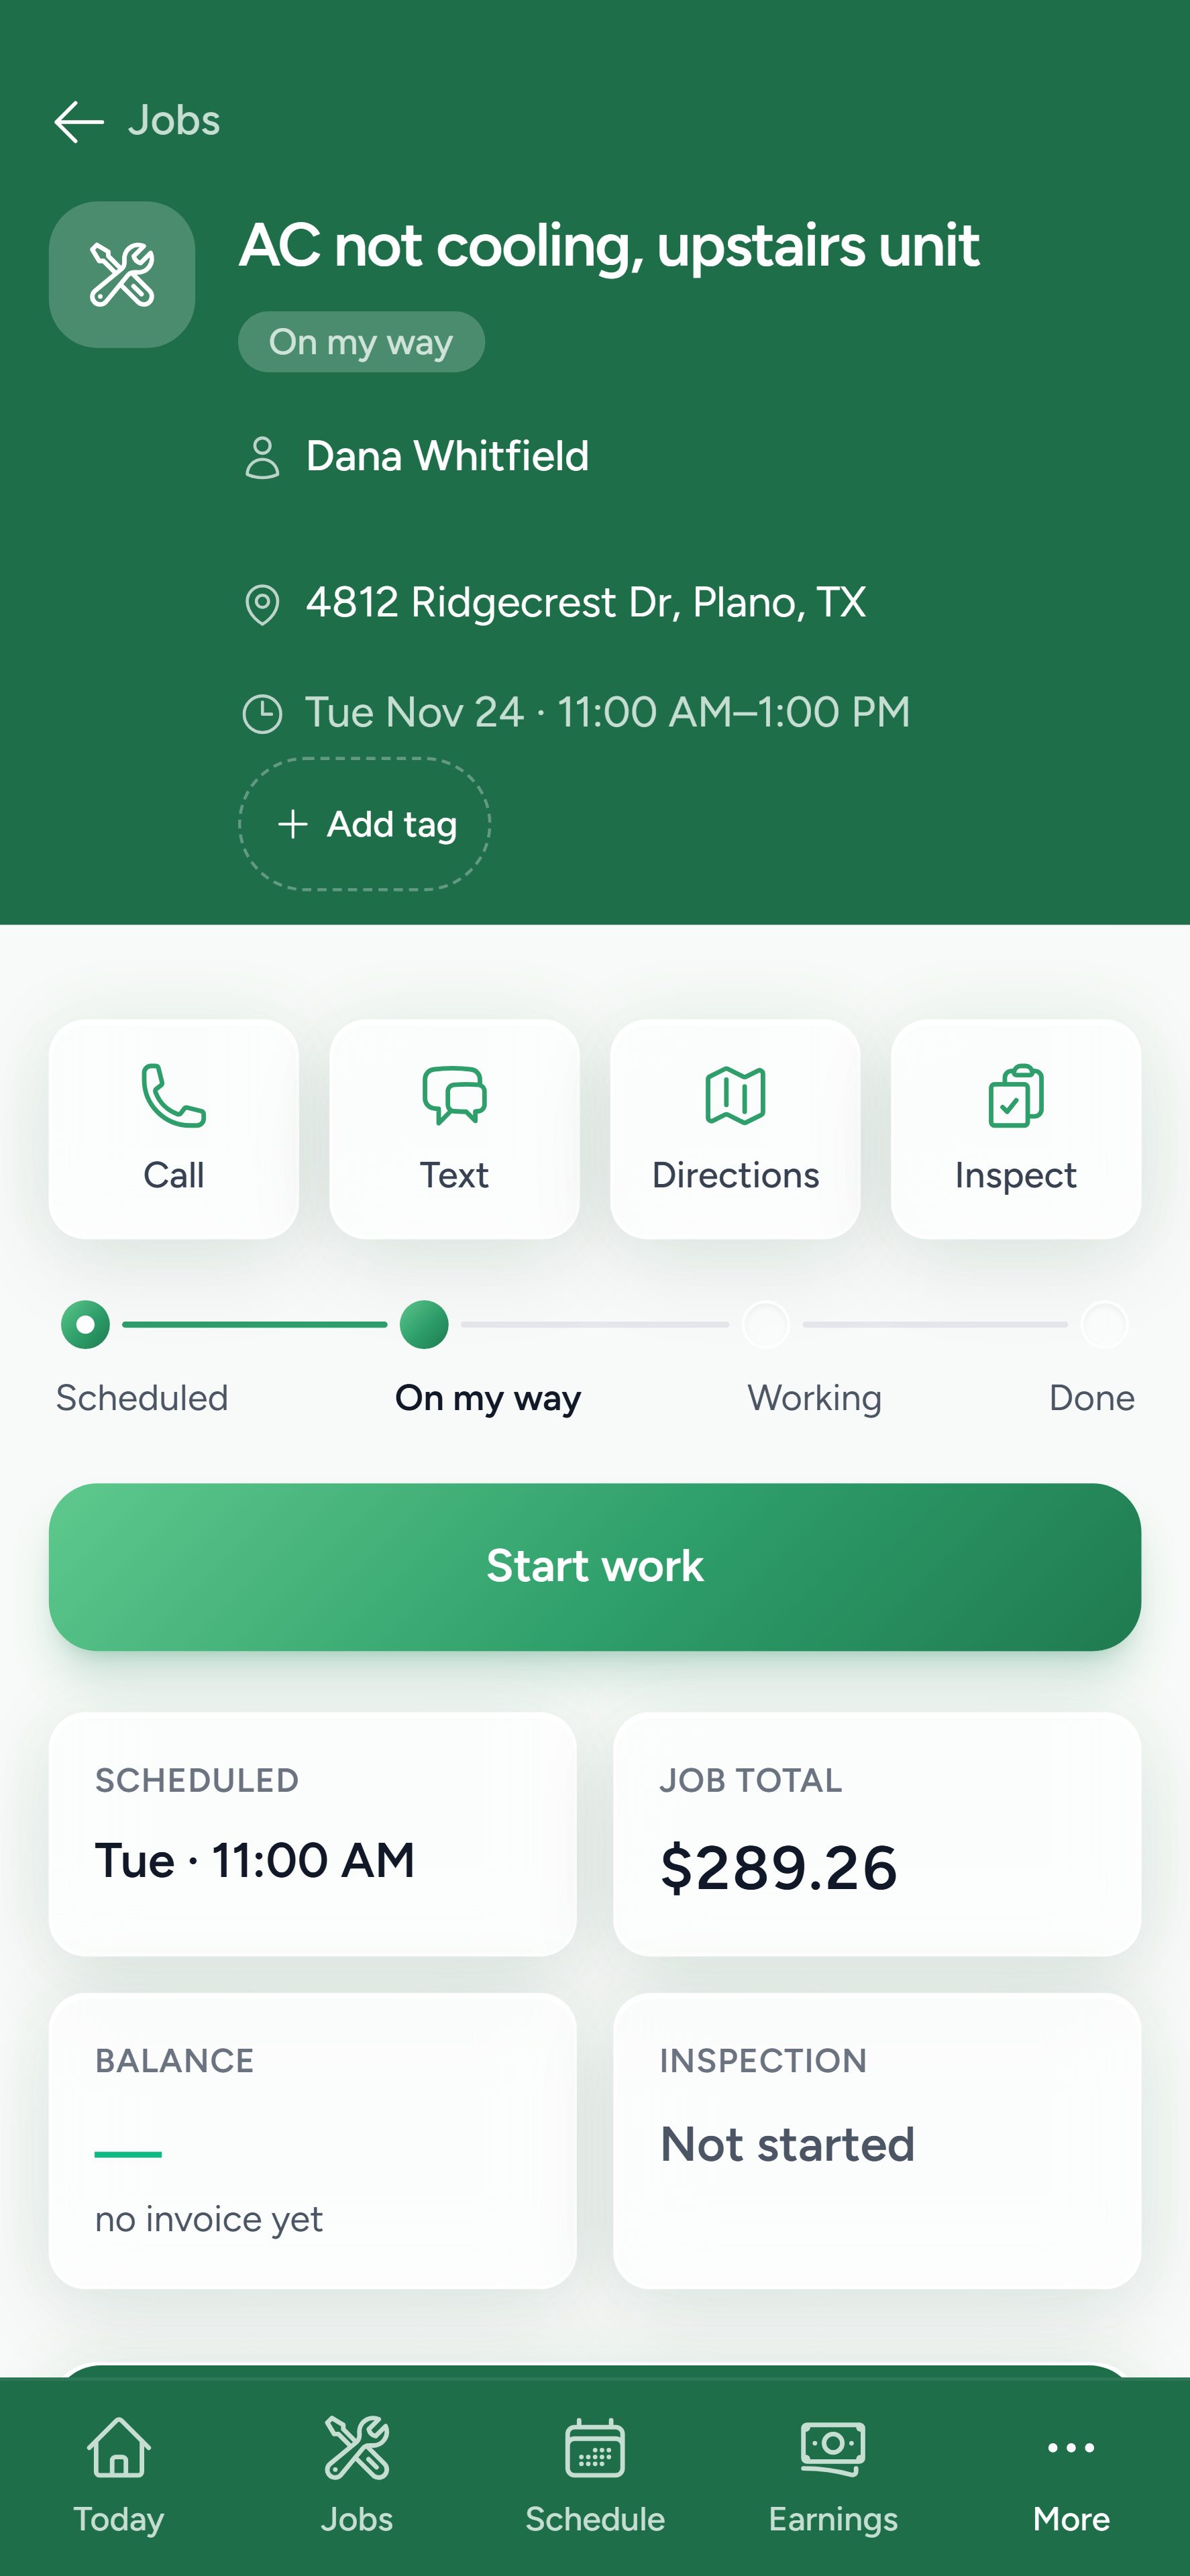 Jobs
AC not cooling, upstairs unit
On my way
Dana Whitfield
4812 Ridgecrest Dr, Plano, TX
Tue Nov 24 · 11:00 AM–1:00 PM
Add tag
Call
Text
Directions
Inspect
Scheduled
On my way
Working
Done
Start work
SCHEDULED
Tue · 11:00 AM
JOB TOTAL
$289.26
BALANCE
—
no invoice yet
INSPECTION
Not started
Today
Jobs
Schedule
Earnings
More